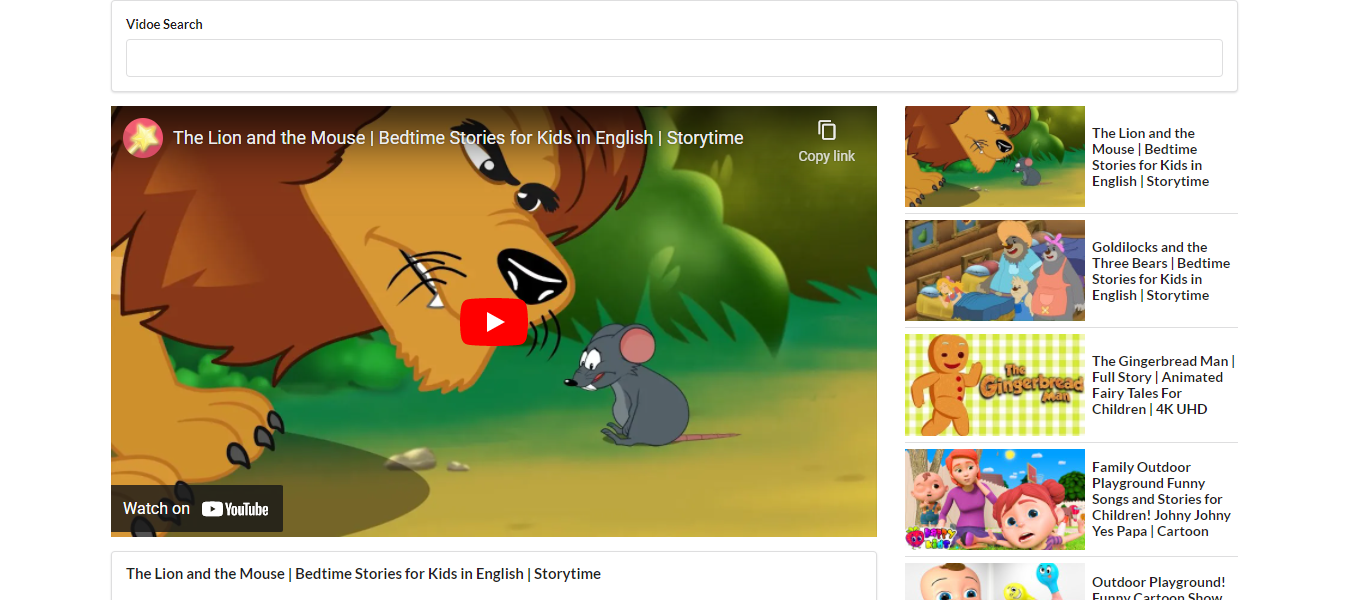 Vidoe Search
The Lion and the Mouse | Bedtime Stories for Kids in English | Storytime
Copy link
Watch on YouTube
The Lion and the Mouse | Bedtime Stories for Kids in English | Storytime
The Lion and the
Mouse | Bedtime
Stories for Kids in
English | Storytime
Goldilocks and the
Three Bears | Bedtime
Stories for Kids in
English | Storytime
The
Gingerbread
Man
The Gingerbread Man |
Full Story | Animated
Fairy Tales For
Children | 4K UHD
Family Outdoor
Playground Funny
Songs and Stories for
Children! Johny Johny
Yes Papa | Cartoon
Outdoor Playground!
Funny Cartoon Show